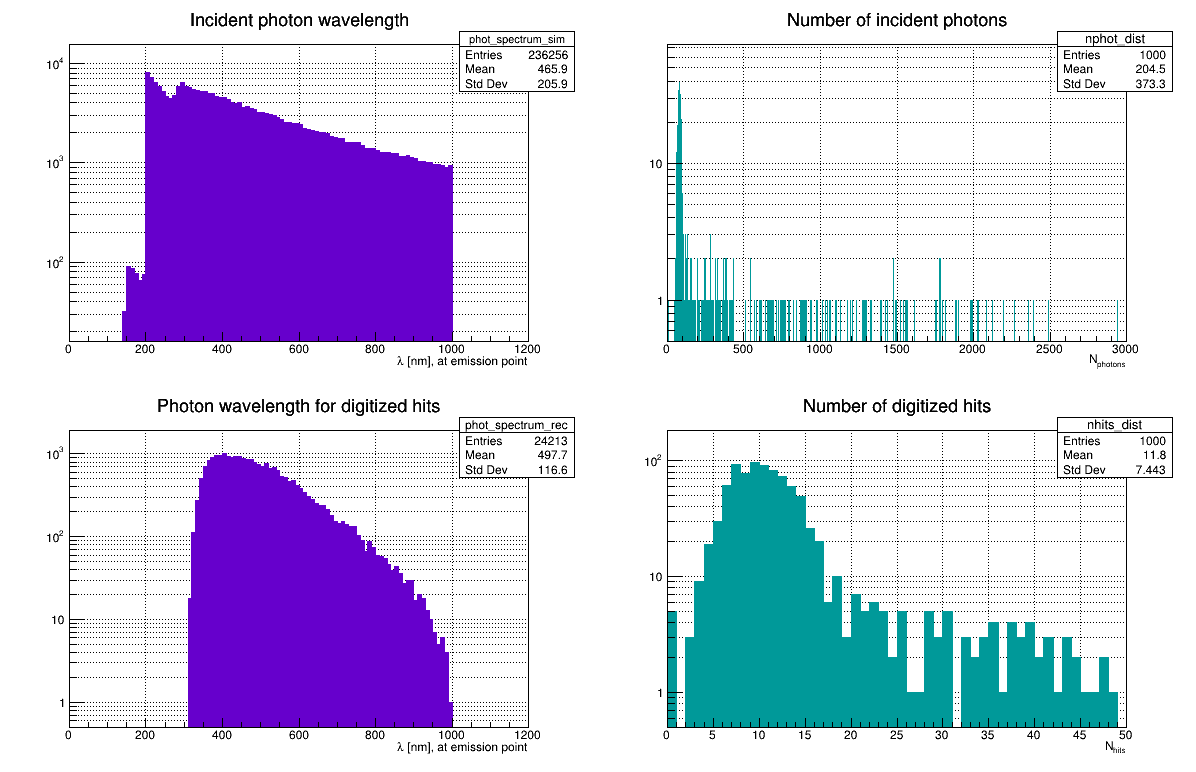 Incident photon wavelength
phot_spectrum_sim
Entries 236256
Mean 465.9
Std Dev 205.9
10^4
10^3
10^2
0 200 400 600 800 1000 1200
λ [nm], at emission point
Number of incident photons
nphot_dist
Entries 1000
Mean 204.5
Std Dev 373.3
10
1
0 500 1000 1500 2000 2500 3000
N_photons
Photon wavelength for digitized hits
phot_spectrum_rec
Entries 24213
Mean 497.7
Std Dev 116.6
10^3
10^2
10
1
0 200 400 600 800 1000 1200
λ [nm], at emission point
Number of digitized hits
nhits_dist
Entries 1000
Mean 11.8
Std Dev 7.443
10^2
10
1
0 5 10 15 20 25 30 35 40 45 50
N_hits